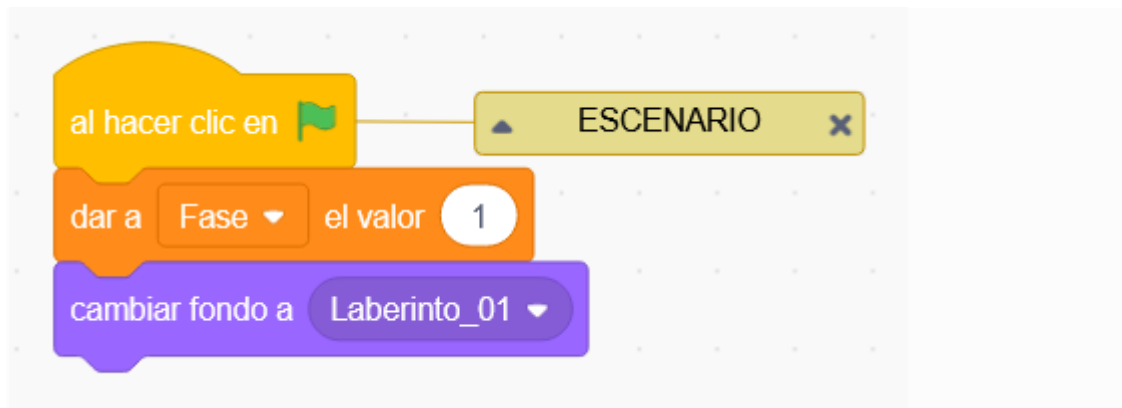 al hacer clic en
ESCENARIO
dar a Fase el valor 1
cambiar fondo a Laberinto_01